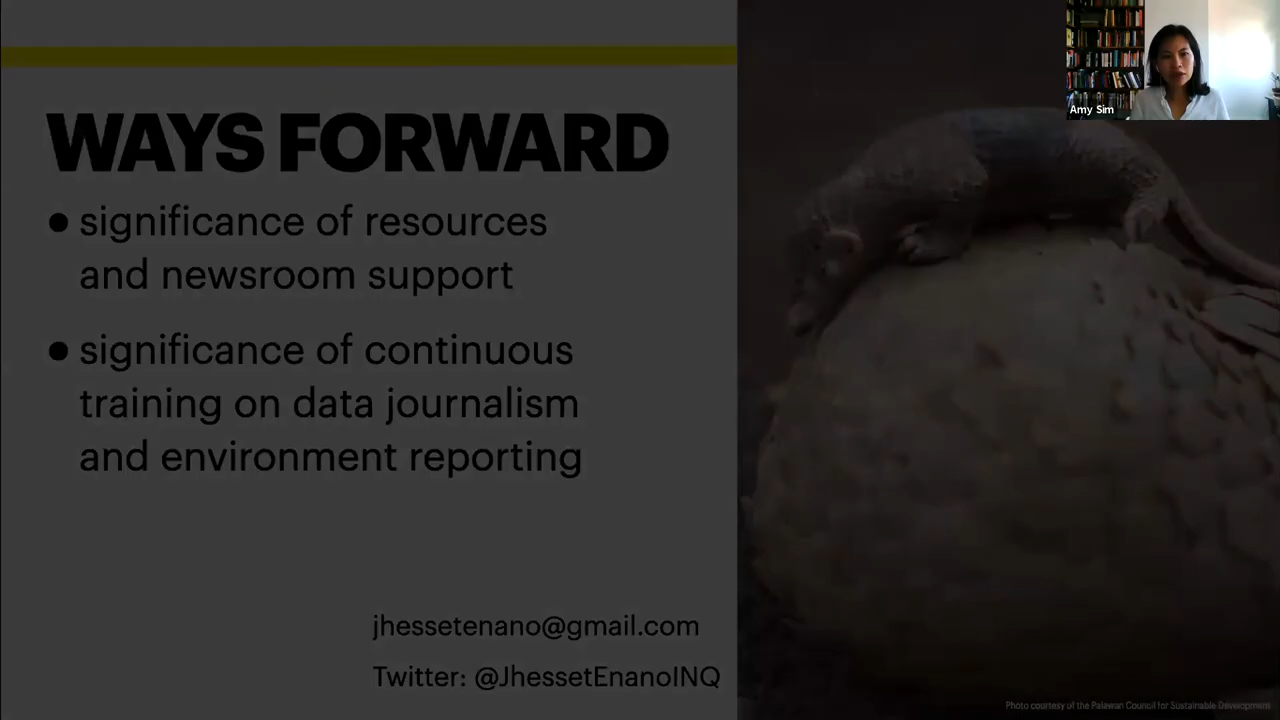 Amy Sim
WAYS FORWARD
● significance of resources
and newsroom support
● significance of continuous
training on data journalism
and environment reporting
jhessetenano@gmail.com
Twitter: @JhessetEnanoINQ
Photo courtesy of the Palawan Council for Sustainable Development